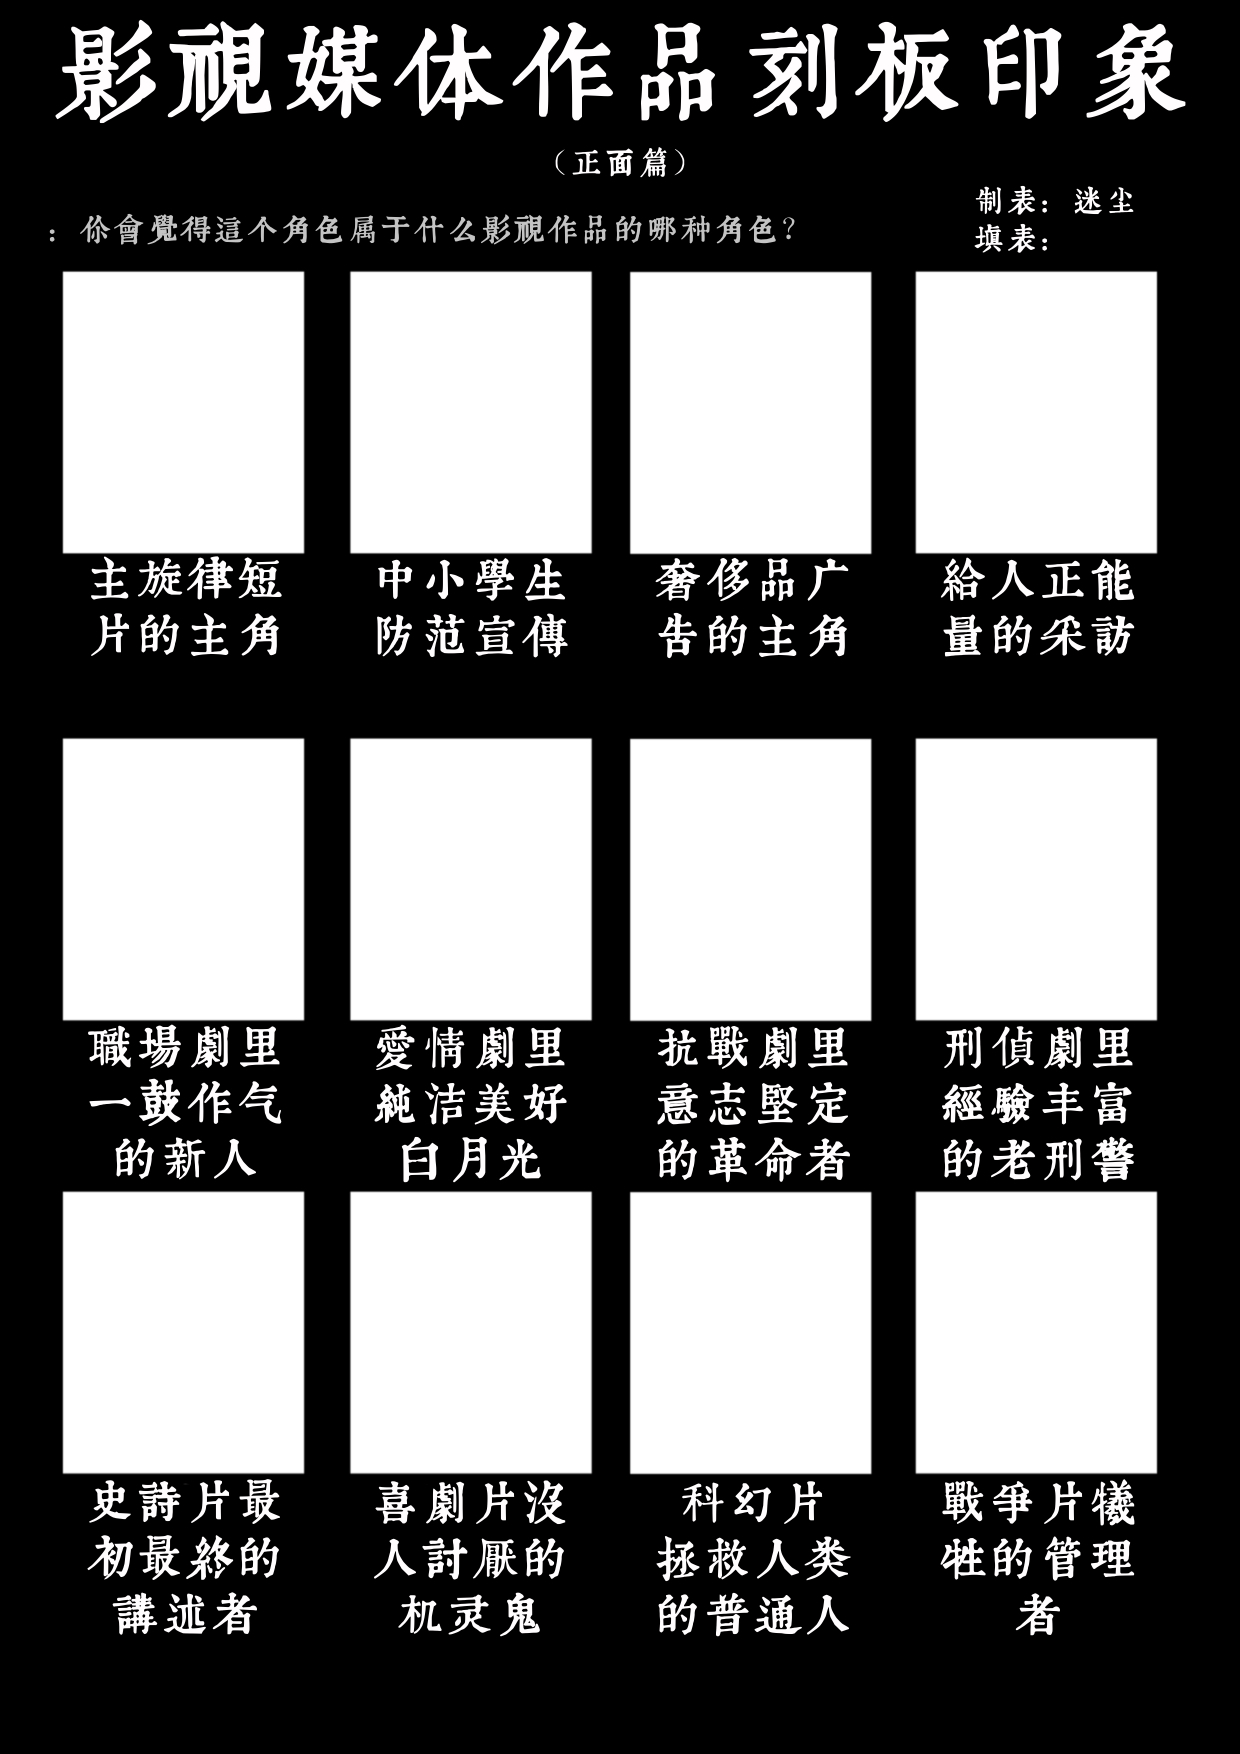 影視媒体作品刻板印象
（正面篇）
制表：迷尘
：你會覺得這个角色属于什么影視作品的哪种角色？
填表：
主旋律短
片的主角
中小學生
防范宣傳
奢侈品广
告的主角
給人正能
量的采訪
職場劇里
一鼓作气
的新人
愛情劇里
純洁美好
白月光
抗戰劇里
意志堅定
的革命者
刑偵劇里
經驗丰富
的老刑警
史詩片最
初最終的
講述者
喜劇片沒
人討厭的
机灵鬼
科幻片
拯救人类
的普通人
戰爭片犧
牲的管理
者